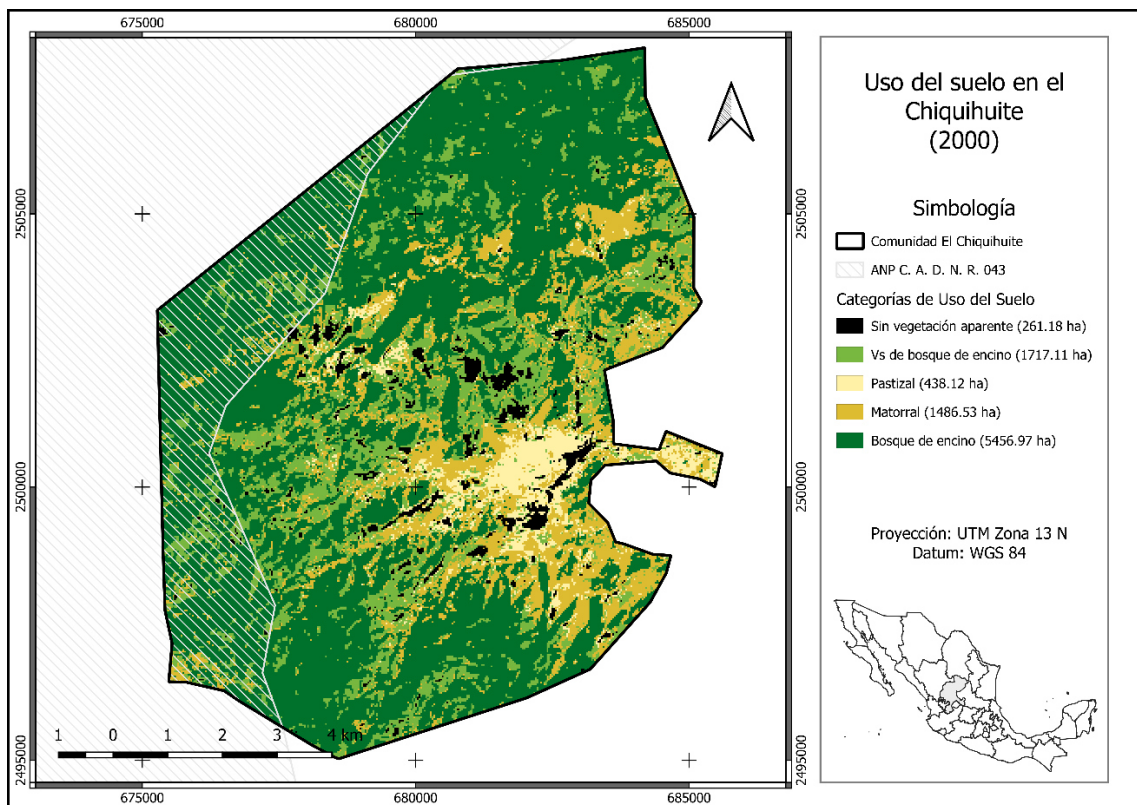 675000
680000
685000
2505000
2500000
2495000
2505000
2500000
2495000
1 0 1 2 3 4 km
675000
680000
685000
Uso del suelo en el
Chiquihuite
(2000)
Simbología
Comunidad El Chiquihuite
ANP C. A. D. N. R. 043
Categorías de Uso del Suelo
Sin vegetación aparente (261.18 ha)
Vs de bosque de encino (1717.11 ha)
Pastizal (438.12 ha)
Matorral (1486.53 ha)
Bosque de encino (5456.97 ha)
Proyección: UTM Zona 13 N
Datum: WGS 84